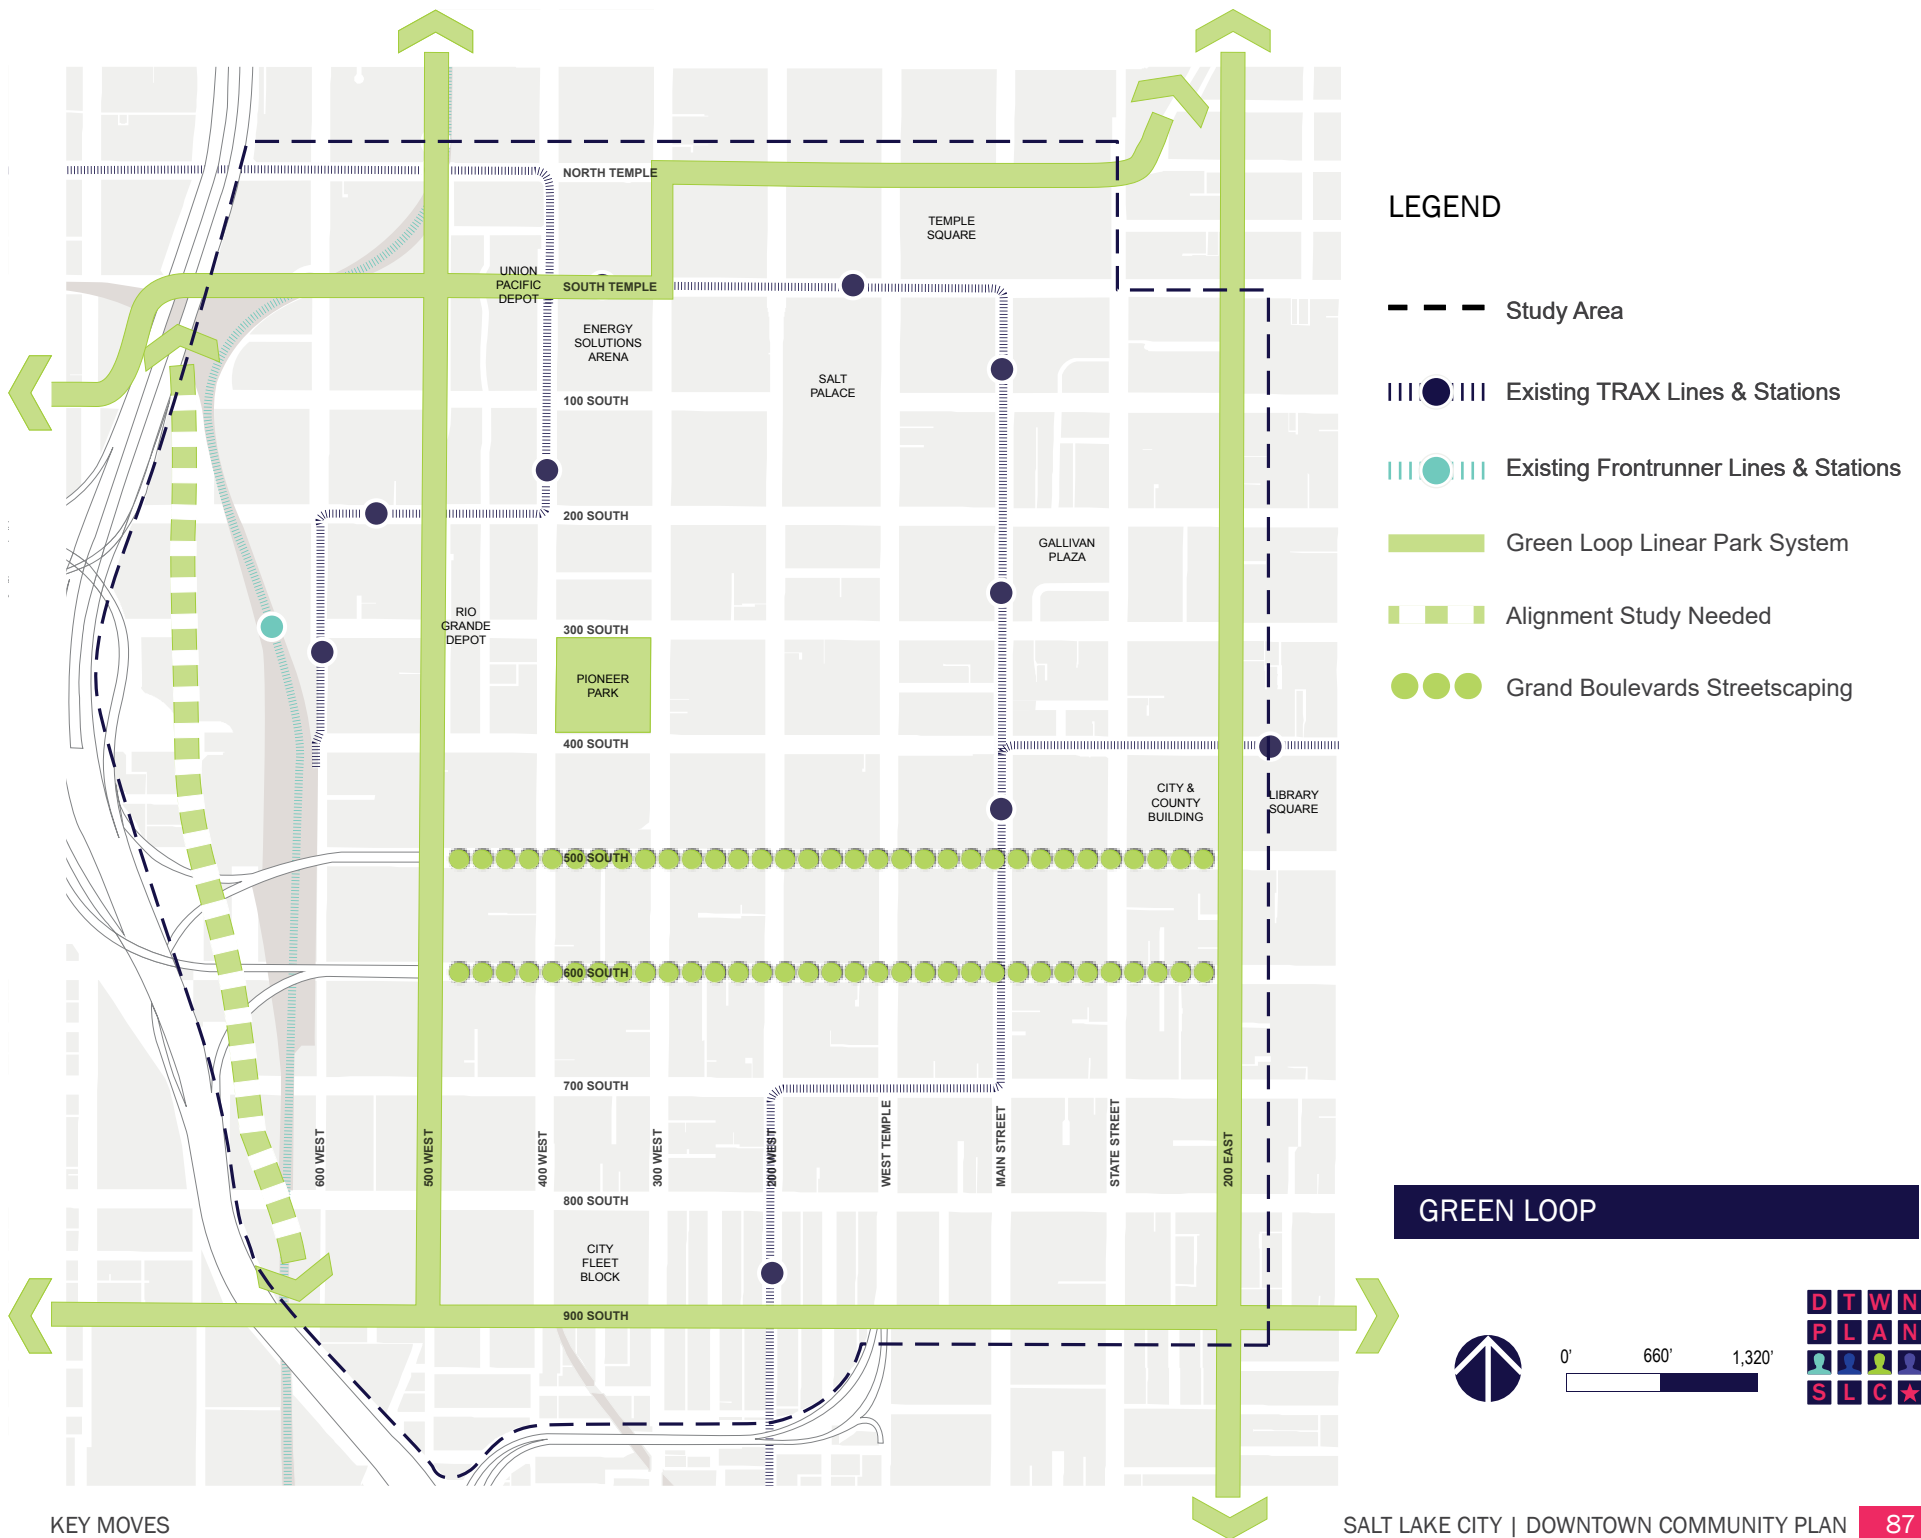 NORTH TEMPLE
TEMPLE
SQUARE
UNION
PACIFIC
DEPOT
SOUTH TEMPLE
ENERGY
SOLUTIONS
ARENA
SALT
PALACE
100 SOUTH
200 SOUTH
GALLIVAN
PLAZA
RIO
GRANDE
DEPOT
300 SOUTH
PIONEER
PARK
400 SOUTH
CITY &
COUNTY
BUILDING
LIBRARY
SQUARE
500 SOUTH
600 SOUTH
700 SOUTH
600 WEST
500 WEST
400 WEST
300 WEST
200 WEST
WEST TEMPLE
MAIN STREET
STATE STREET
200 EAST
800 SOUTH
CITY
FLEET
BLOCK
900 SOUTH
LEGEND
Study Area
Existing TRAX Lines & Stations
Existing Frontrunner Lines & Stations
Green Loop Linear Park System
Alignment Study Needed
Grand Boulevards Streetscaping
GREEN LOOP
0' 660' 1,320'
DTWN
PLAN
SLC
KEY MOVES
SALT LAKE CITY | DOWNTOWN COMMUNITY PLAN 87